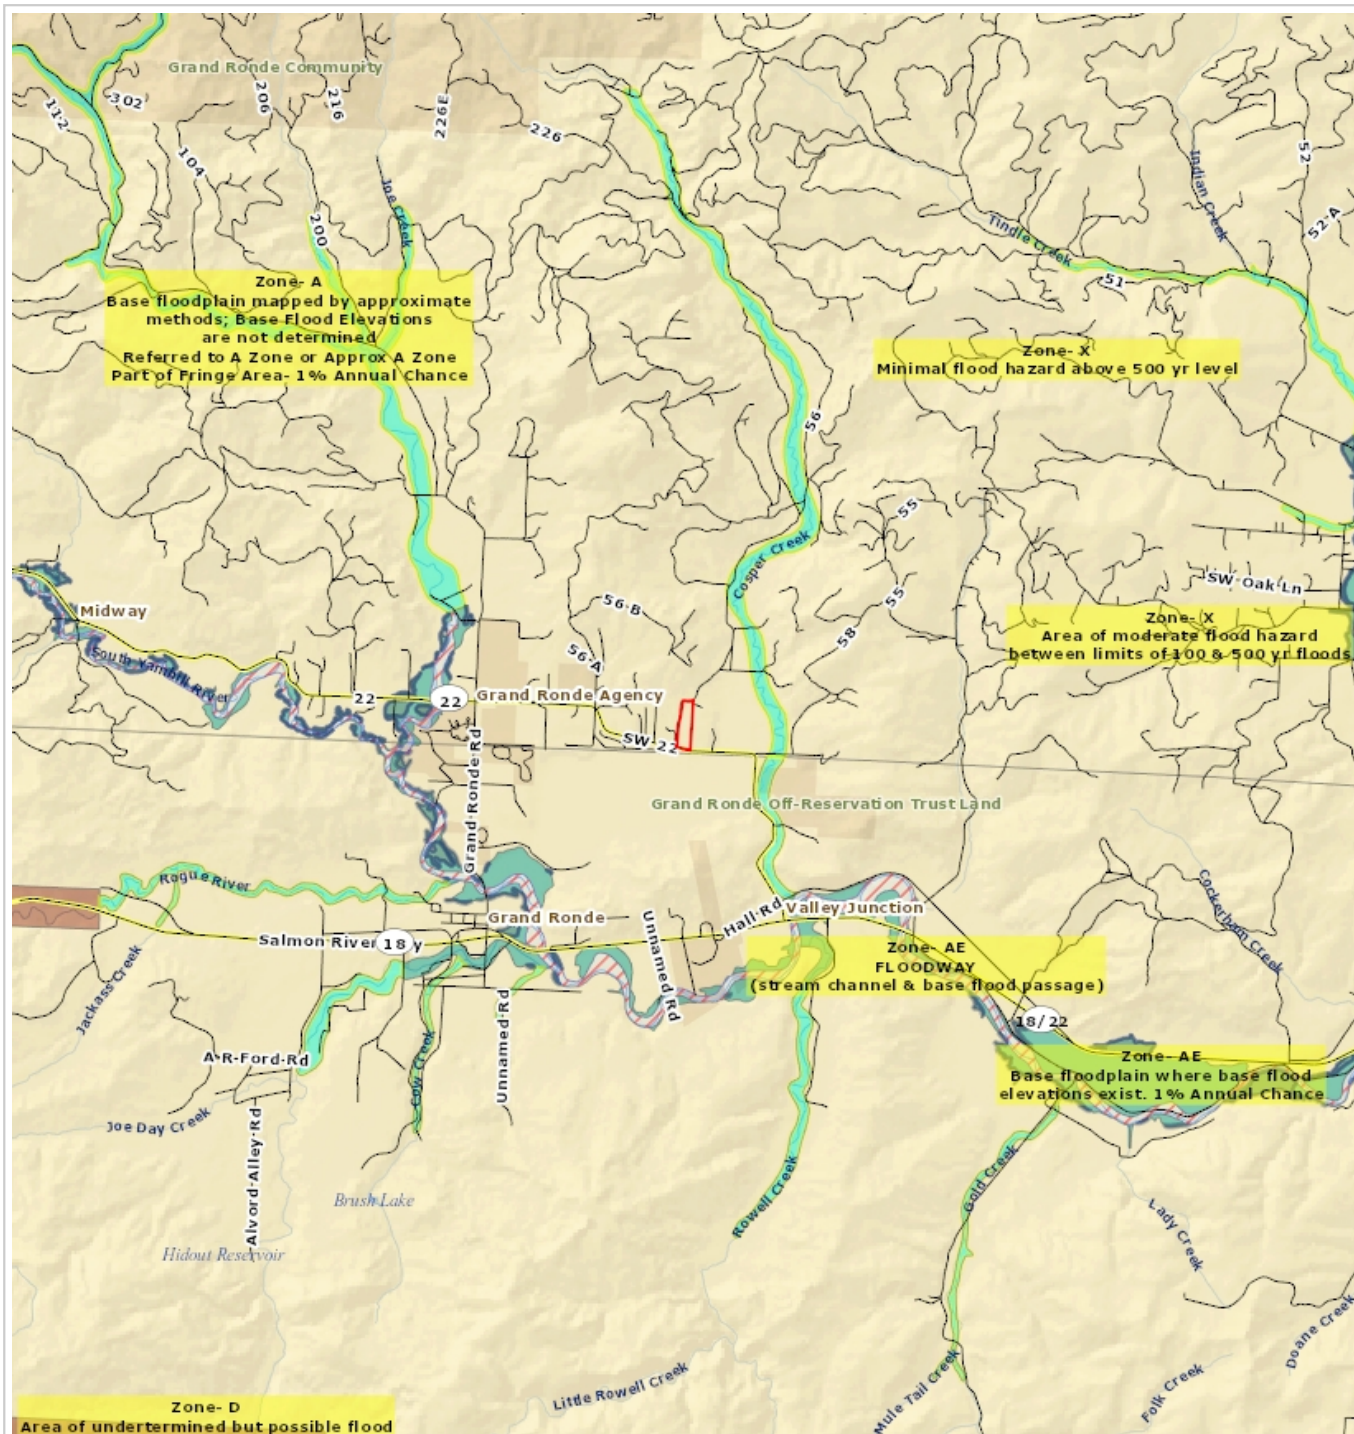 Grand Ronde Community
112
302
206
216
226E
226
104
200
Joe Creek
Indian Creek
52
52-A
Tindle Creek
51
Zone- A
Base floodplain mapped by approximate
methods; Base Flood Elevations
are not determined
Referred to A Zone or Approx A Zone
Part of Fringe Area- 1% Annual Chance
Zone- X
Minimal flood hazard above 500 yr level
56
55
Cosper Creek
SW Oak Ln
55
56-B
Midway
Zone- X
Area of moderate flood hazard
between limits of 100 & 500 yr floods
58
56-A
South Yamhill River
22
22
Grand Ronde Agency
SW 22
Grand Ronde Rd
Grand Ronde Off-Reservation Trust Land
Rogue River
Cockerham Creek
Grand Ronde
Unnamed Rd
Hall Rd
Valley Junction
Salmon River
18
Zone- AE
FLOODWAY
(stream channel & base flood passage)
Jackass Creek
Unnamed Rd
18/22
A R Ford Rd
Cow Creek
Zone- AE
Base floodplain where base flood
elevations exist. 1% Annual Chance
Joe Day Creek
Alvord Alley Rd
Brush Lake
Hidout Reservoir
Rowell Creek
Gold Creek
Lady Creek
Doane Creek
Little Rowell Creek
Mule Tail Creek
Folk Creek
Zone- D
Area of undertermined but possible flood